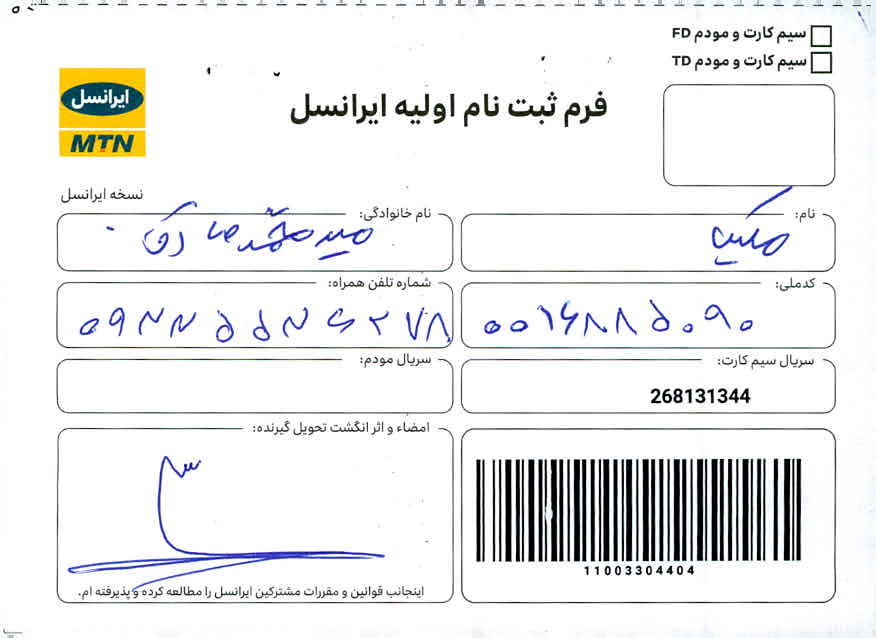 سیم کارت و مودم FD
سیم کارت و مودم TD
ایرانسل
MTN
فرم ثبت نام اولیه ایرانسل
نسخه ایرانسل
نام:
نام خانوادگی: میرمحمدصادقی
کدملی: ۰۰۱۶۸۸۵۰۹۰
شماره تلفن همراه:
سریال سیم کارت: 268131344
سریال مودم:
امضاء و اثر انگشت تحویل گیرنده:
11003304404
اینجانب قوانین و مقررات مشترکین ایرانسل را مطالعه کرده و پذیرفته ام.